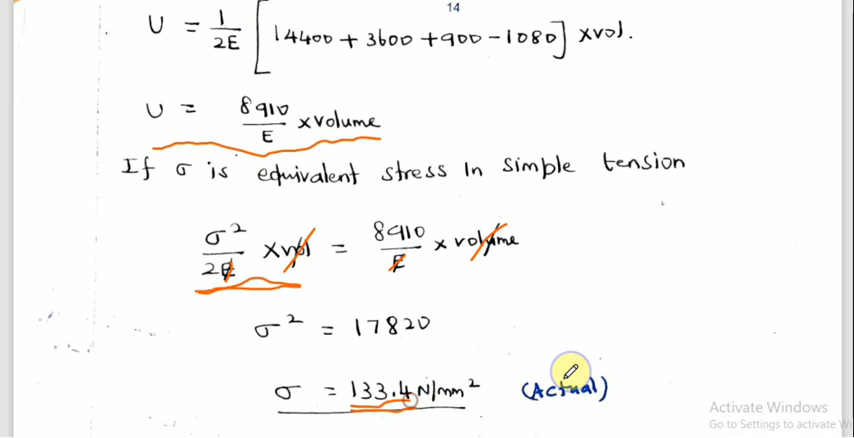 14
U = 1/2E [14400 + 3600 + 900 - 1080] x vol.
U = 8910/E x volume
If σ is equivalent stress in simple tension
σ²/2E x vol = 8910/E x volume
σ² = 17820
σ = 133.4 N/mm² (Actual)
Activate Windows
Go to Settings to activate W